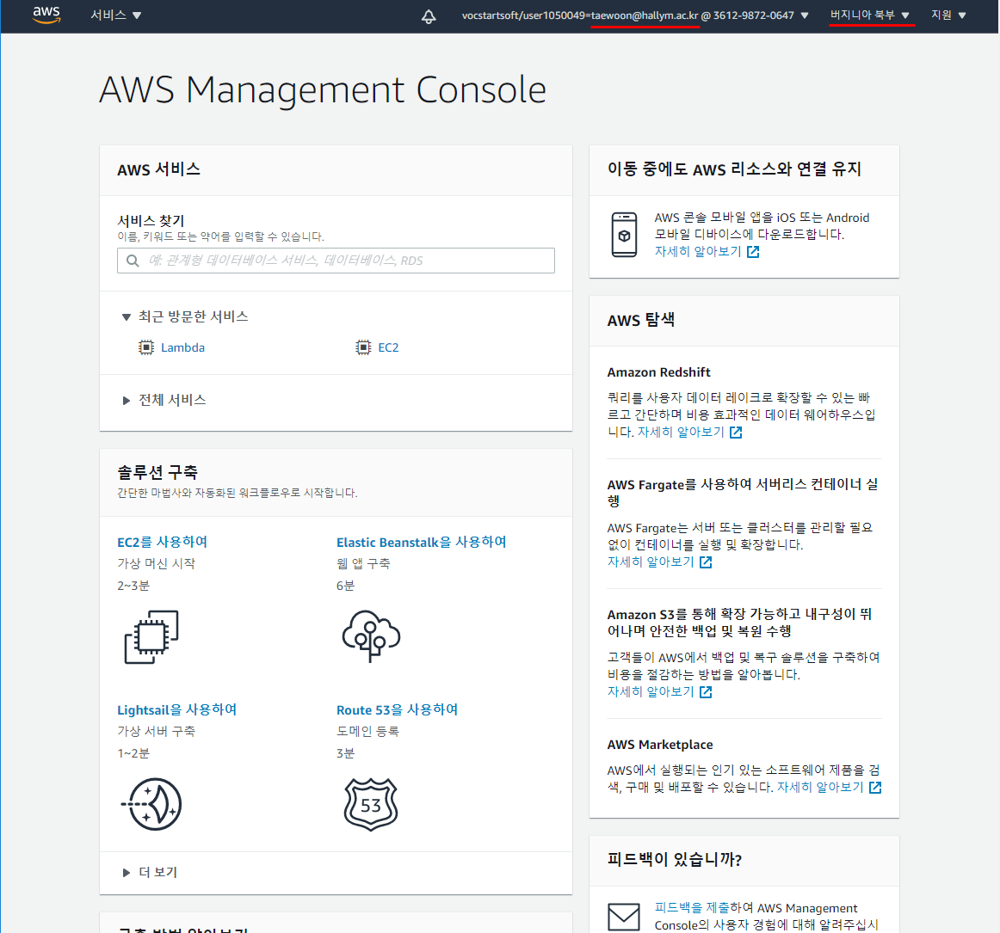 aws 서비스 vocstartsoft/user1050049=taewoon@hallym.ac.kr @ 3612-9872-0647 버지니아 북부 지원
AWS Management Console
AWS 서비스
서비스 찾기
이름, 키워드 또는 약어를 입력할 수 있습니다.
예: 관계형 데이터베이스 서비스, 데이터베이스, RDS
최근 방문한 서비스
Lambda
EC2
전체 서비스
솔루션 구축
간단한 마법사와 자동화된 워크플로우로 시작합니다.
EC2를 사용하여
가상 머신 시작
2~3분
Elastic Beanstalk을 사용하여
웹 앱 구축
6분
Lightsail을 사용하여
가상 서버 구축
1~2분
Route 53을 사용하여
도메인 등록
3분
53
더 보기
구축 방법 알아보기
이동 중에도 AWS 리소스와 연결 유지
AWS 콘솔 모바일 앱을 iOS 또는 Android
모바일 디바이스에 다운로드합니다.
자세히 알아보기
AWS 탐색
Amazon Redshift
쿼리를 사용자 데이터 레이크로 확장할 수 있는 빠
르고 간단하며 비용 효과적인 데이터 웨어하우스입
니다. 자세히 알아보기
AWS Fargate를 사용하여 서버리스 컨테이너 실
행
AWS Fargate는 서버 또는 클러스터를 관리할 필요
없이 컨테이너를 실행 및 확장합니다.
자세히 알아보기
Amazon S3를 통해 확장 가능하고 내구성이 뛰
어나며 안전한 백업 및 복원 수행
고객들이 AWS에서 백업 및 복구 솔루션을 구축하여
비용을 절감하는 방법을 알아봅니다.
자세히 알아보기
AWS Marketplace
AWS에서 실행되는 인기 있는 소프트웨어 제품을 검
색, 구매 및 배포할 수 있습니다. 자세히 알아보기
피드백이 있습니까?
피드백을 제출하여 AWS Management
Console의 사용자 경험에 대해 알려주십시